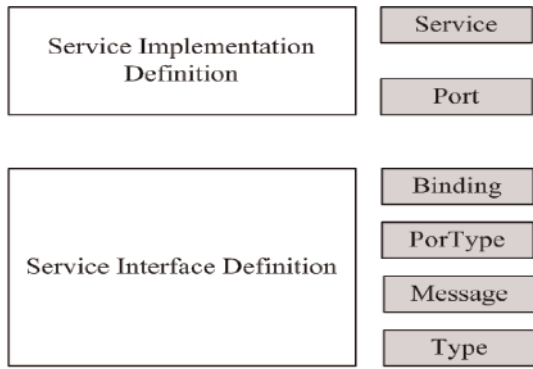 Service Implementation
Definition
Service
Port
Service Interface Definition
Binding
PorType
Message
Type